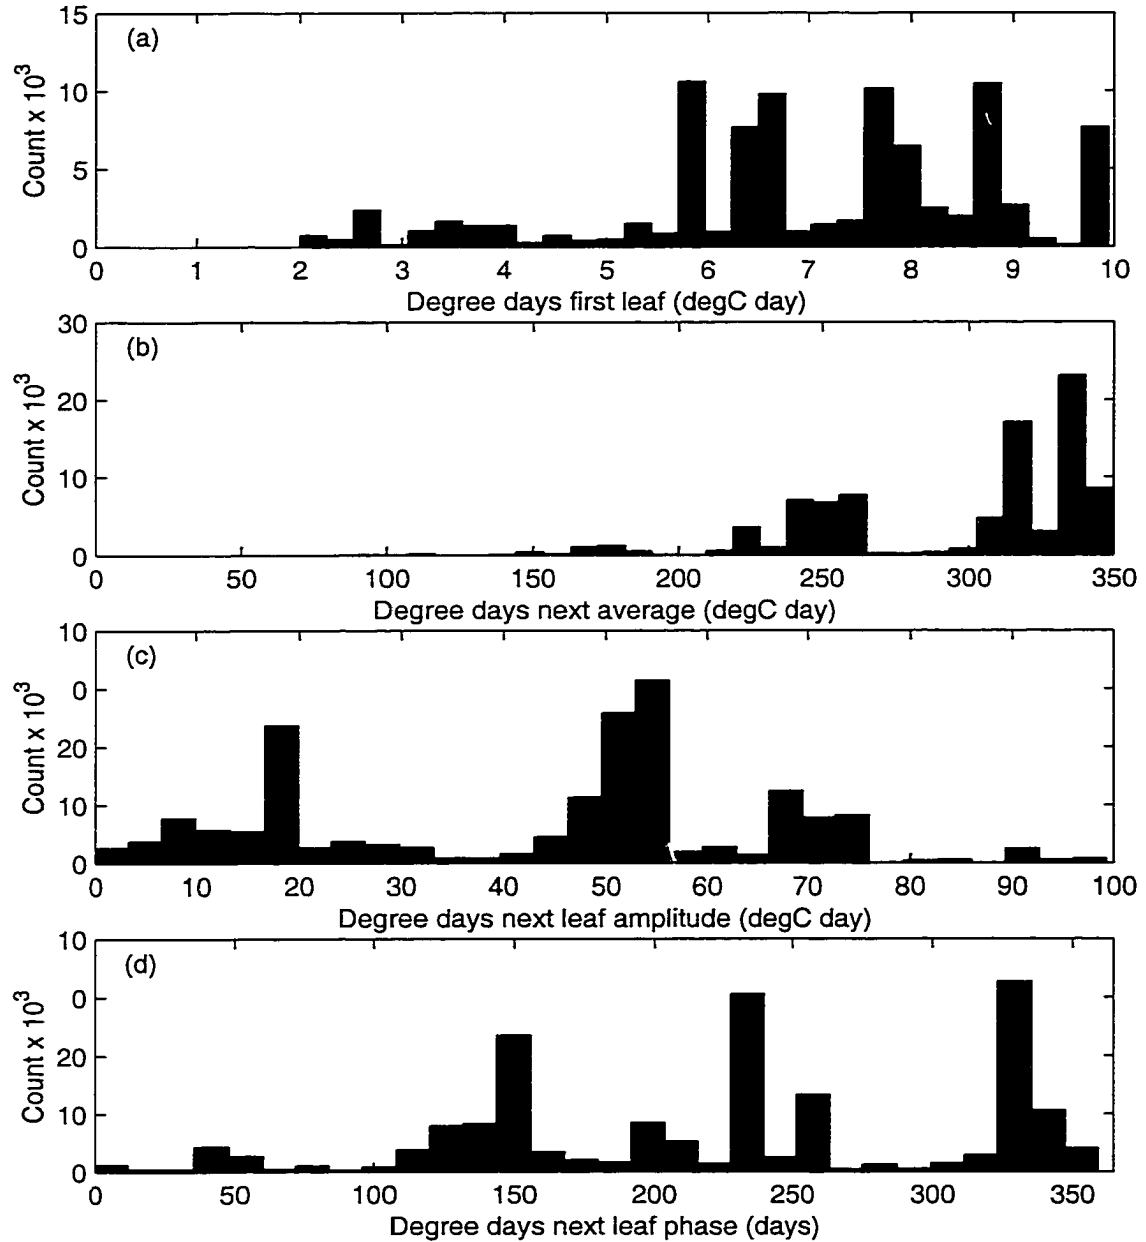 15
(a)
10
5
0
Count x 10³
0 1 2 3 4 5 6 7 8 9 10
Degree days first leaf (degC day)
30
(b)
20
10
0
Count x 10³
0 50 100 150 200 250 300 350
Degree days next average (degC day)
10
(c)
0
20
10
0
Count x 10³
0 10 20 30 40 50 60 70 80 90 100
Degree days next leaf amplitude (degC day)
10
(d)
0
20
10
0
Count x 10³
0 50 100 150 200 250 300 350
Degree days next leaf phase (days)